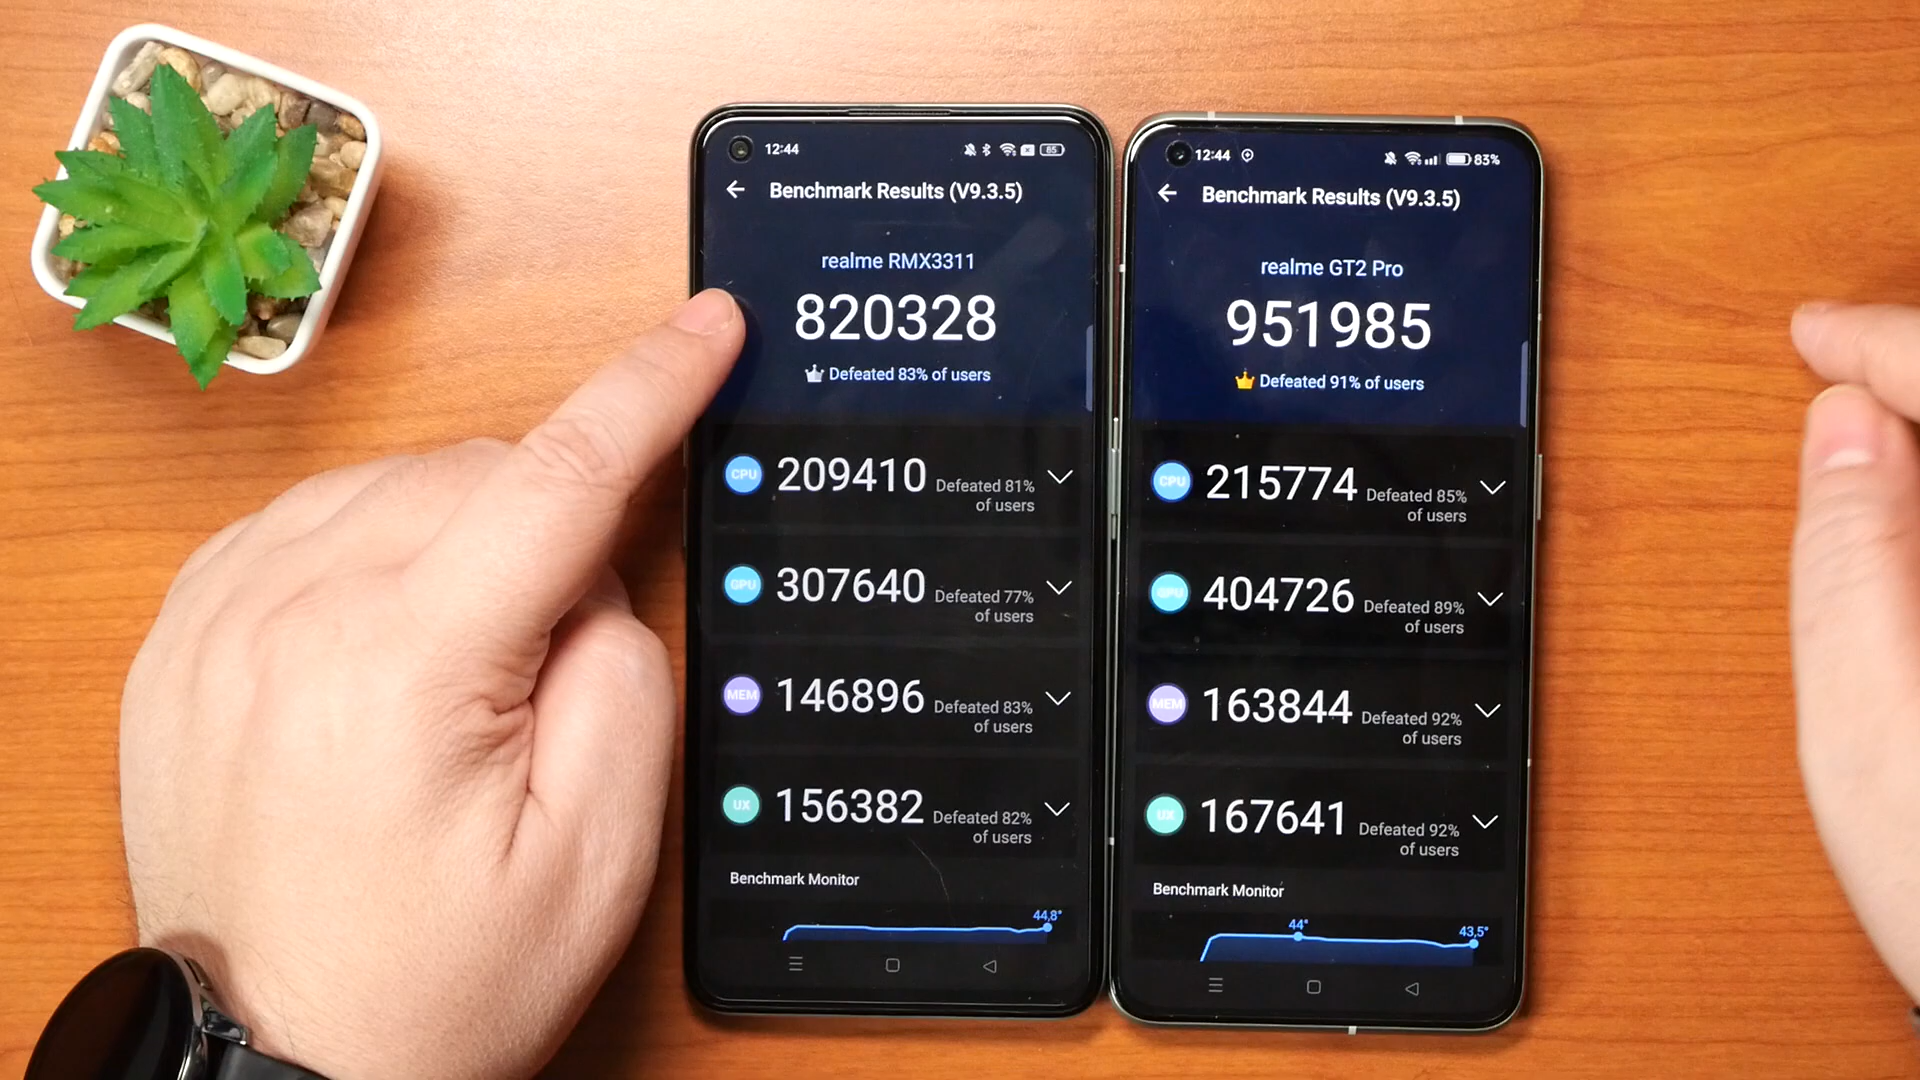 12:44
85
Benchmark Results (V9.3.5)
realme RMX3311
820328
Defeated 83% of users
CPU 209410 Defeated 81%
of users
GPU 307640 Defeated 77%
of users
MEM 146896 Defeated 83%
of users
UX 156382 Defeated 82%
of users
Benchmark Monitor
44,8°
12:44
83%
Benchmark Results (V9.3.5)
realme GT2 Pro
951985
Defeated 91% of users
CPU 215774 Defeated 85%
of users
GPU 404726 Defeated 89%
of users
MEM 163844 Defeated 92%
of users
UX 167641 Defeated 92%
of users
Benchmark Monitor
44°
43,5°